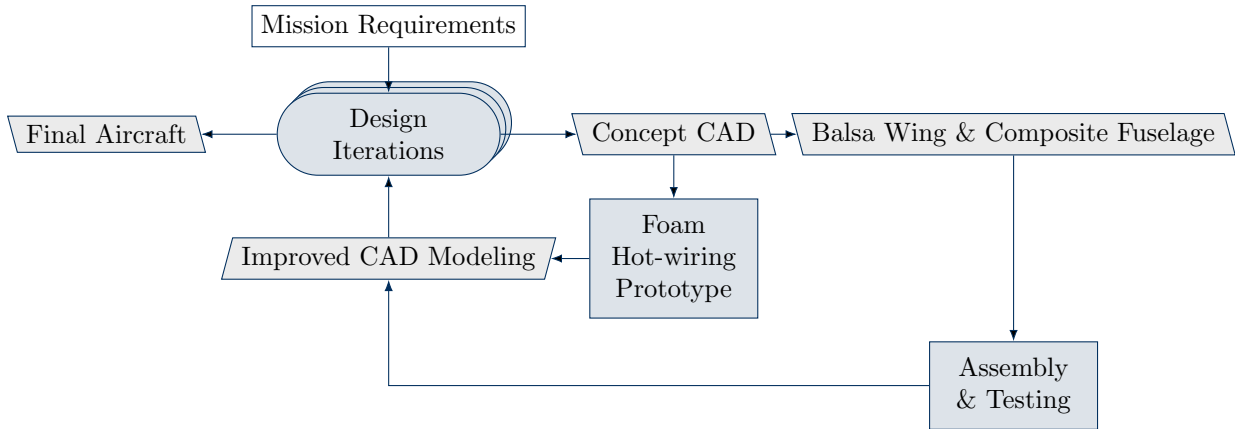 Mission Requirements
Final Aircraft
Design
Iterations
Concept CAD
Balsa Wing & Composite Fuselage
Improved CAD Modeling
Foam
Hot-wiring
Prototype
Assembly
& Testing